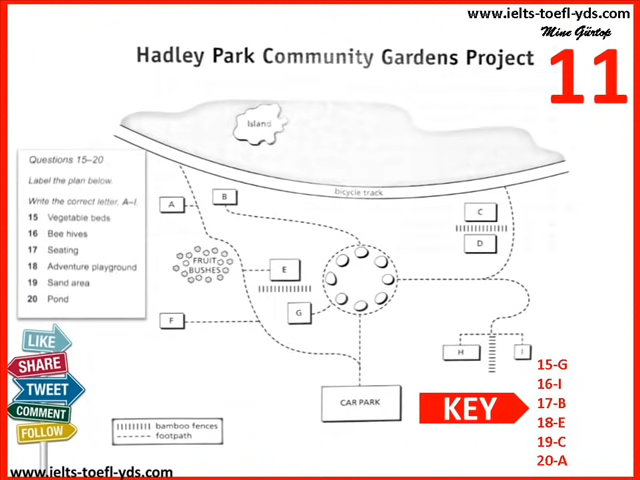 www.ielts-toefl-yds.com
Mine Gürtop
Hadley Park Community Gardens Project
11
Island
Questions 15–20
Label the plan below.
Write the correct letter, A–I.
15 Vegetable beds
16 Bee hives
17 Seating
18 Adventure playground
19 Sand area
20 Pond
bicycle track
A
B
C
D
FRUIT
BUSHES
E
G
F
H
I
CAR PARK
bamboo fences
footpath
LIKE
SHARE
TWEET
COMMENT
FOLLOW
KEY
15-G
16-I
17-B
18-E
19-C
20-A
www.ielts-toefl-yds.com